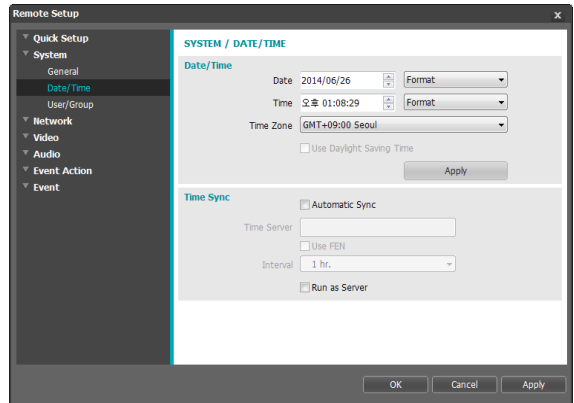 Remote Setup x
Quick Setup
System
General
Date/Time
User/Group
Network
Video
Audio
Event Action
Event
SYSTEM / DATE/TIME
Date/Time
Date 2014/06/26 Format
Time 오후 01:08:29 Format
Time Zone GMT+09:00 Seoul
Use Daylight Saving Time
Apply
Time Sync
Automatic Sync
Time Server
Use FEN
Interval 1 hr.
Run as Server
OK Cancel Apply